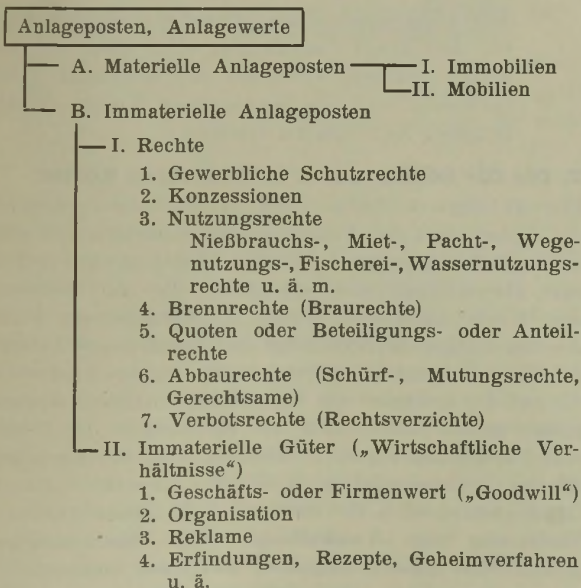 Anlageposten, Anlagewerte
A. Materielle Anlageposten I. Immobilien
II. Mobilien
B. Immaterielle Anlageposten
I. Rechte
1. Gewerbliche Schutzrechte
2. Konzessionen
3. Nutzungsrechte
Nießbrauchs-, Miet-, Pacht-, Wege-
nutzungs-, Fischerei-, Wassernutzungs-
rechte u. ä. m.
4. Brennrechte (Braurechte)
5. Quoten oder Beteiligungs- oder Anteil-
rechte
6. Abbaurechte (Schürf-, Mutungsrechte,
Gerechtsame)
7. Verbotsrechte (Rechtsverzichte)
II. Immaterielle Güter („Wirtschaftliche Ver-
hältnisse“)
1. Geschäfts- oder Firmenwert („Goodwill“)
2. Organisation
3. Reklame
4. Erfindungen, Rezepte, Geheimverfahren
u. ä.